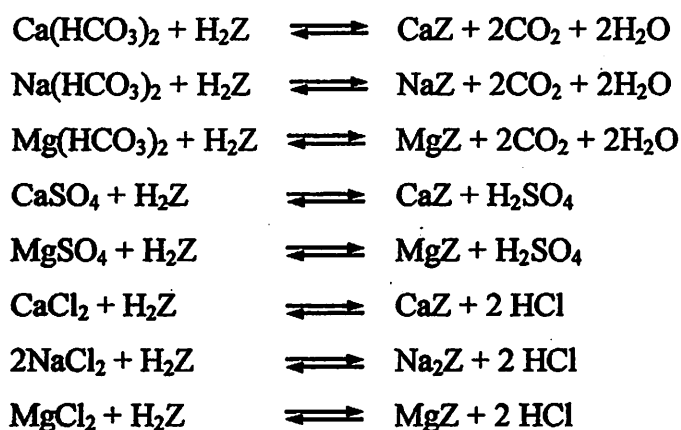 Ca(HCO₃)₂ + H₂Z ⇌ CaZ + 2CO₂ + 2H₂O
Na(HCO₃)₂ + H₂Z ⇌ NaZ + 2CO₂ + 2H₂O
Mg(HCO₃)₂ + H₂Z ⇌ MgZ + 2CO₂ + 2H₂O
CaSO₄ + H₂Z ⇌ CaZ + H₂SO₄
MgSO₄ + H₂Z ⇌ MgZ + H₂SO₄
CaCl₂ + H₂Z ⇌ CaZ + 2 HCl
2NaCl₂ + H₂Z ⇌ Na₂Z + 2 HCl
MgCl₂ + H₂Z ⇌ MgZ + 2 HCl